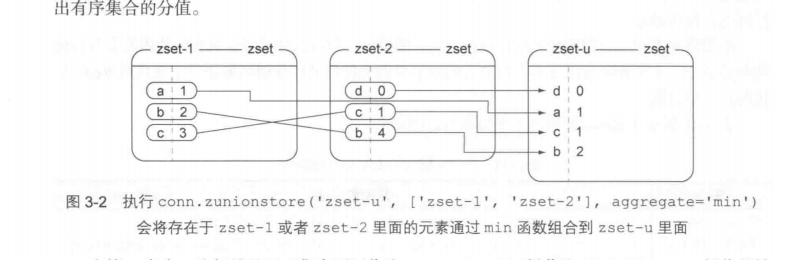 出有序集合的分值。
zset-1 zset zset-2 zset zset-u zset
a 1 d 0 d 0
b 2 c 1 a 1
c 3 b 4 c 1
b 2
图 3-2 执行 conn.zunionstore('zset-u', ['zset-1', 'zset-2'], aggregate='min')
会将存在于 zset-1 或者 zset-2 里面的元素通过 min 函数组合到 zset-u 里面